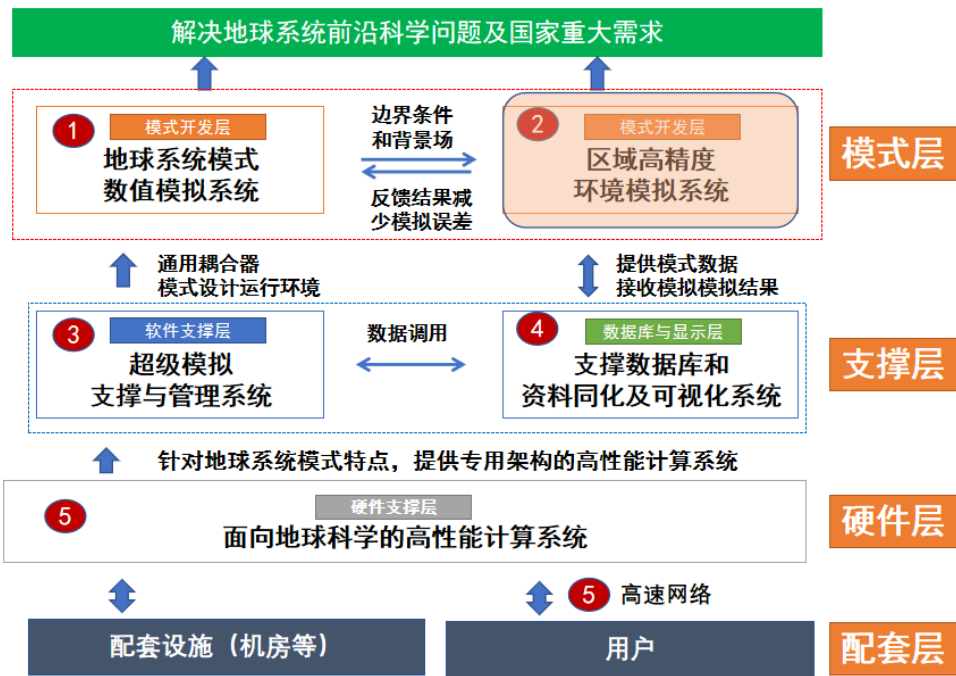 解决地球系统前沿科学问题及国家重大需求
1
模式开发层
地球系统模式
数值模拟系统
边界条件
和背景场
反馈结果减
少模拟误差
2
模式开发层
区域高精度
环境模拟系统
模式层
通用耦合器
模式设计运行环境
提供模式数据
接收模拟模拟结果
3
软件支撑层
超级模拟
支撑与管理系统
数据调用
4
数据库与显示层
支撑数据库和
资料同化及可视化系统
支撑层
针对地球系统模式特点，提供专用架构的高性能计算系统
5
硬件支撑层
面向地球科学的高性能计算系统
硬件层
5
高速网络
配套设施（机房等）
用户
配套层